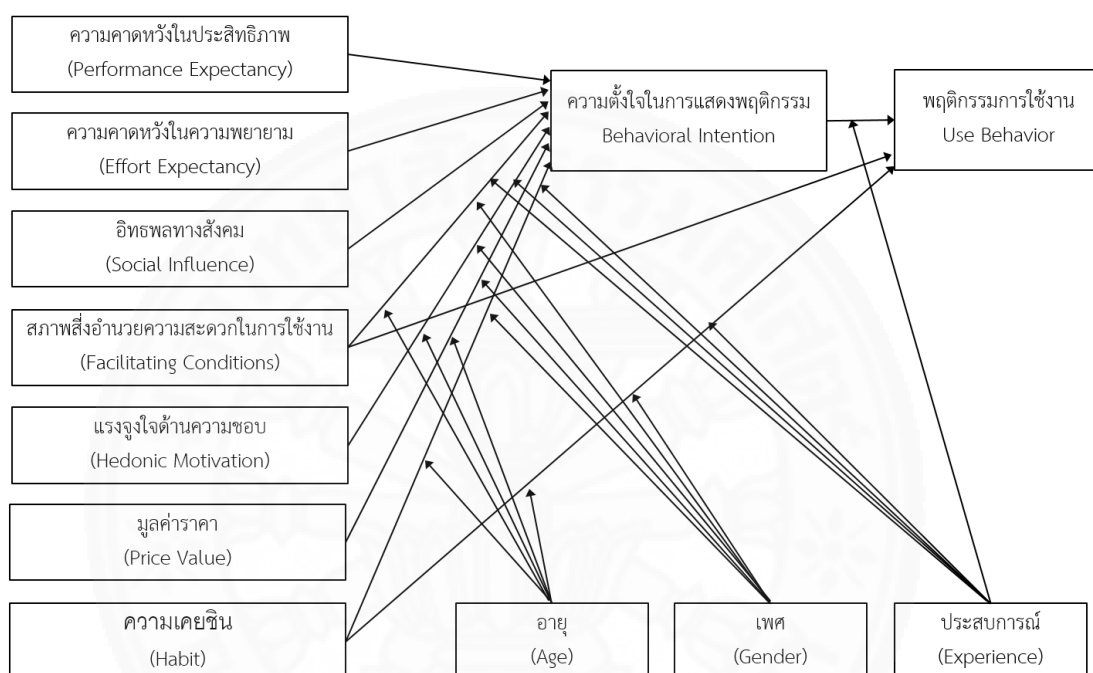 ความคาดหวังในประสิทธิภาพ
(Performance Expectancy)
ความคาดหวังในความพยายาม
(Effort Expectancy)
อิทธพลทางสังคม
(Social Influence)
สภาพสิ่งอำนวยความสะดวกในการใช้งาน
(Facilitating Conditions)
แรงจูงใจด้านความชอบ
(Hedonic Motivation)
มูลค่าราคา
(Price Value)
ความเคยชิน
(Habit)
ความตั้งใจในการแสดงพฤติกรรม
Behavioral Intention
พฤติกรรมการใช้งาน
Use Behavior
อายุ
(Age)
เพศ
(Gender)
ประสบการณ์
(Experience)